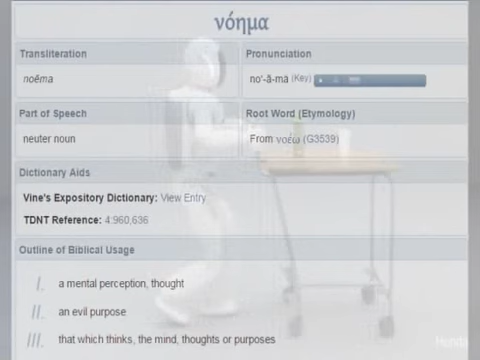 νόημα
Transliteration
Pronunciation
noēma
no'-ā-mä (Key)
Part of Speech
Root Word (Etymology)
neuter noun
From νοέω (G3539)
Dictionary Aids
Vine's Expository Dictionary: View Entry
TDNT Reference: 4:960,636
Outline of Biblical Usage
I. a mental perception, thought
II. an evil purpose
III. that which thinks, the mind, thoughts or purposes
Honda